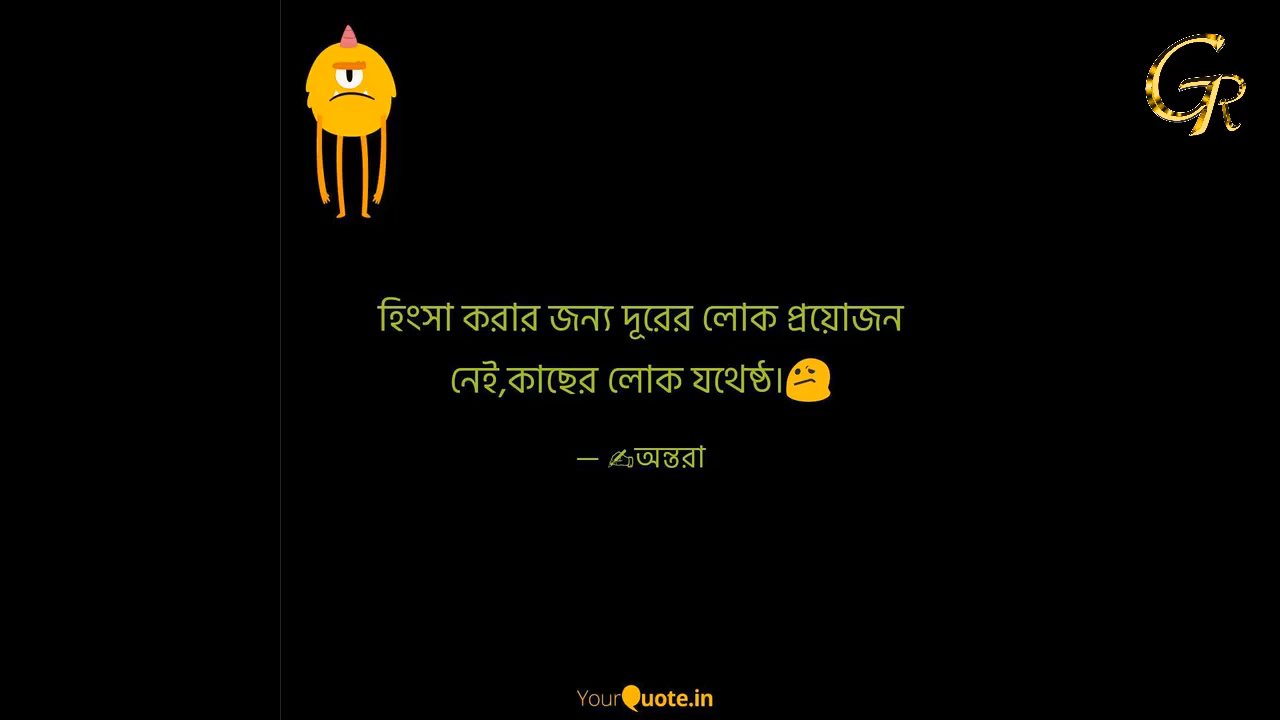 GR
হিংসা করার জন্য দূরের লোক প্রয়োজন
নেই,কাছের লোক যথেষ্ঠ।😕
— ✍অন্তরা
YourQuote.in